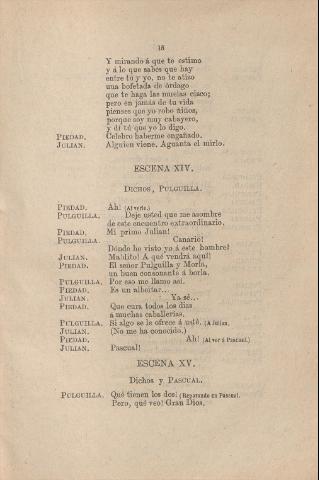 18
Y mirando á que te estimo
y á lo que sabes que hay
entre tú y yo, no te atizo
una bofetada de órdago
que te haga las muelas cisco;
pero en jamás de tu vida
pienses que yo robo niños,
porque soy muy cabayero,
y di tú que yo lo digo.
PIEDAD. Celebro haberme engañado.
JULIAN. Alguien viene. Aguanta el mirlo.
ESCENA XIV.
DICHOS, PULGUILLA.
PIEDAD. Ah! (Al verlo.)
PULGUILLA. Deje usted que me asombre
de este encuentro extraordinario.
PIEDAD. Mi primo Julian!
PULGUILLA. Canario!
Dónde he visto yo á este hombre?
JULIAN. Maldito! A qué vendrá aquí!
PIEDAD. El señor Pulguilla y Morla,
un buen consonante á borla.
PULGUILLA. Por eso me llamo así.
PIEDAD. Es un albeitar...
JULIAN. Ya sé...
PIEDAD. Que cura todos los dias
á muchas caballerías.
PULGUILLA. Si algo se le ofrece á usté. (A Julian.
JULIAN. (No me ha conocido.)
PIEDAD. Ah! (Al ver á Pascual.)
JULIAN. Pascual!
ESCENA XV.
Dichos y PASCUAL.
PULGUILLA. Qué tienen los dos! (Reparando en Pascual.
Pero, qué veo! Gran Dios,